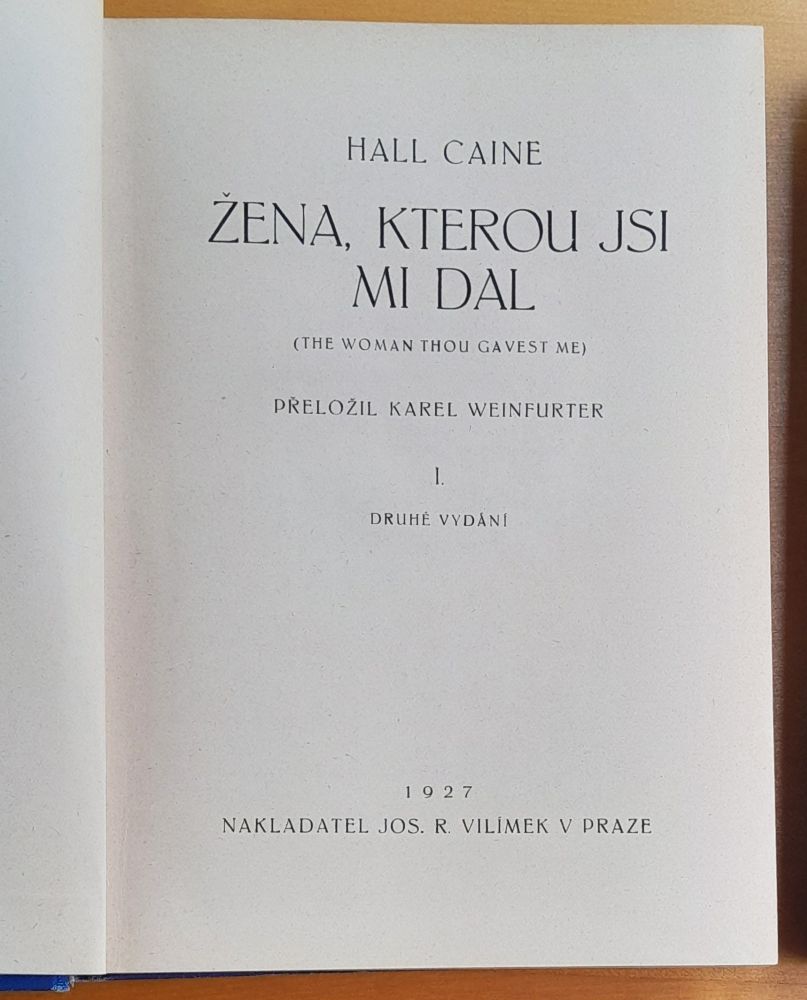 HALL CAINE
ŽENA, KTEROU JSI
MI DAL
(THE WOMAN THOU GAVEST ME)
PŘELOŽIL KAREL WEINFURTER
I.
DRUHÉ VYDÁNÍ
1927
NAKLADATEL JOS. R. VILÍMEK V PRAZE